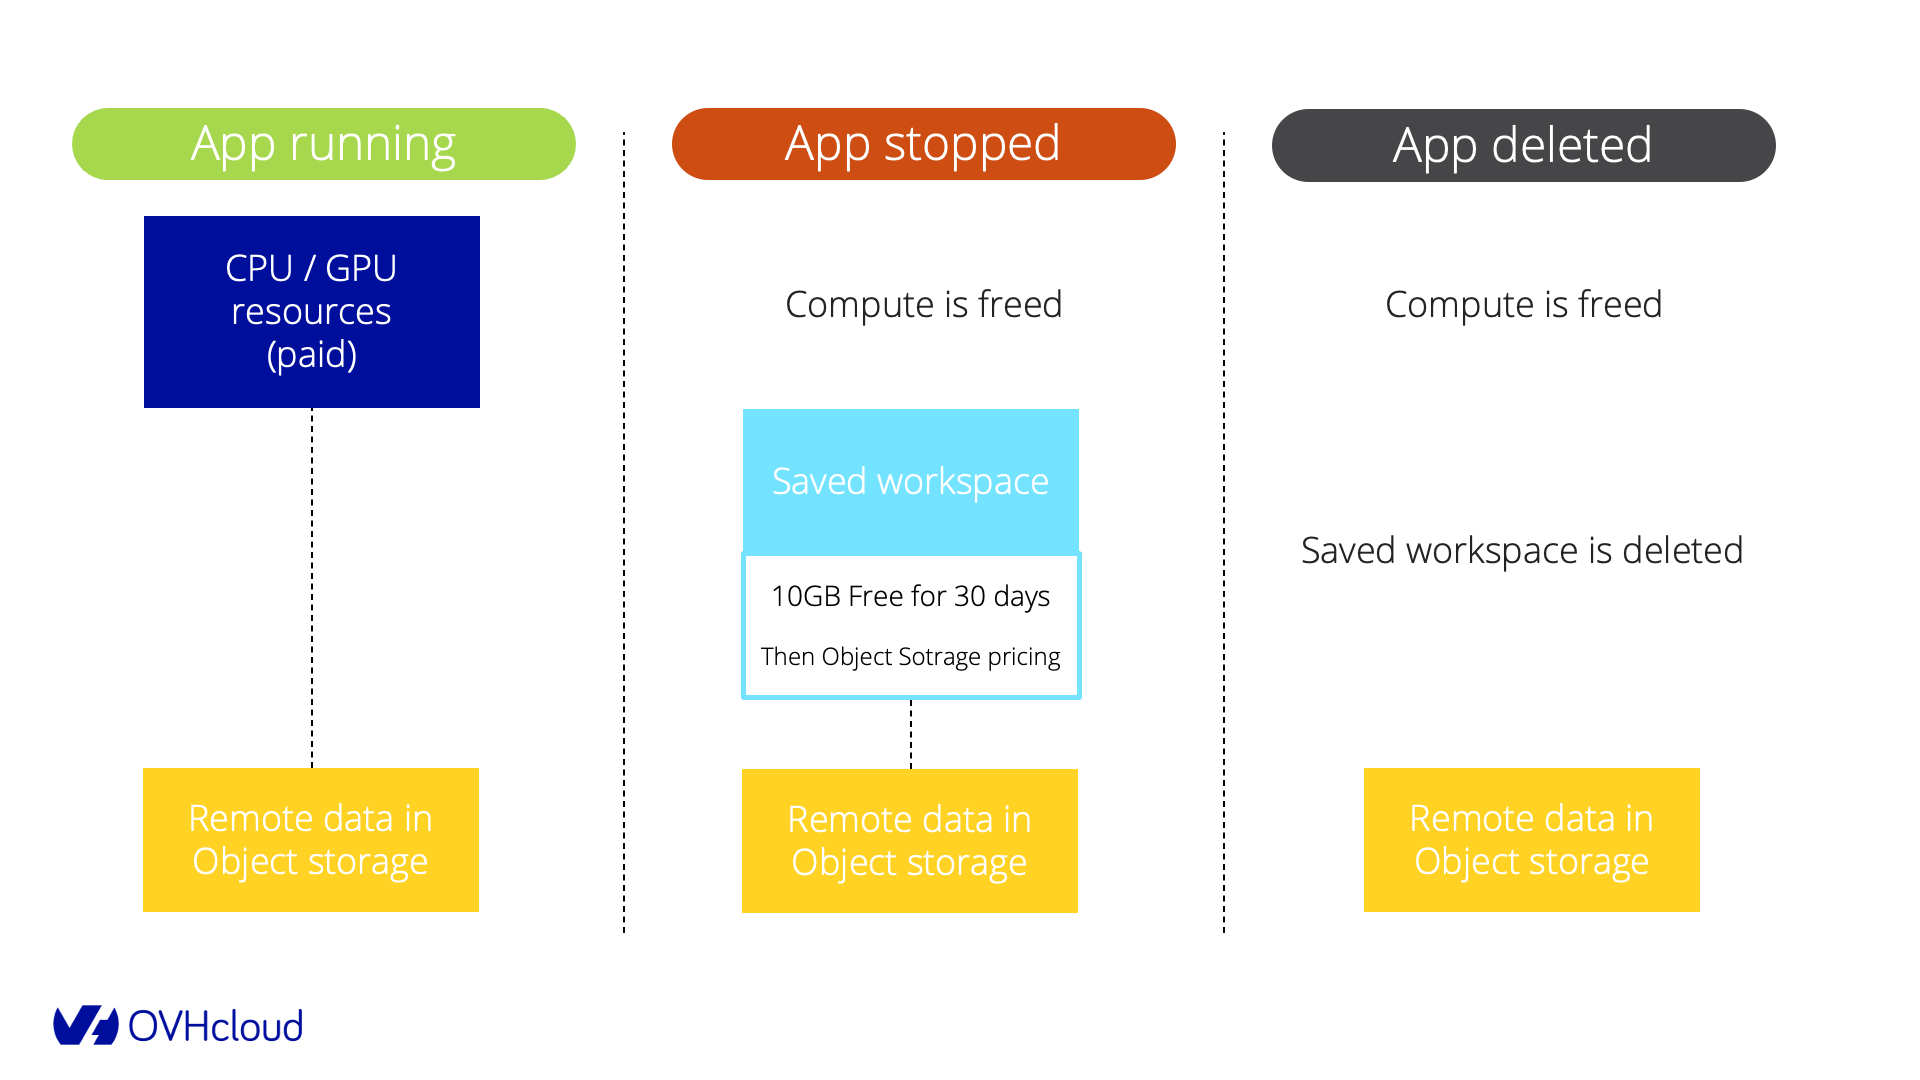 App running
CPU / GPU
resources
(paid)
Remote data in
Object storage
App stopped
Compute is freed
Saved workspace
10GB Free for 30 days
Then Object Sotrage pricing
Remote data in
Object storage
App deleted
Compute is freed
Saved workspace is deleted
Remote data in
Object storage
OVHcloud